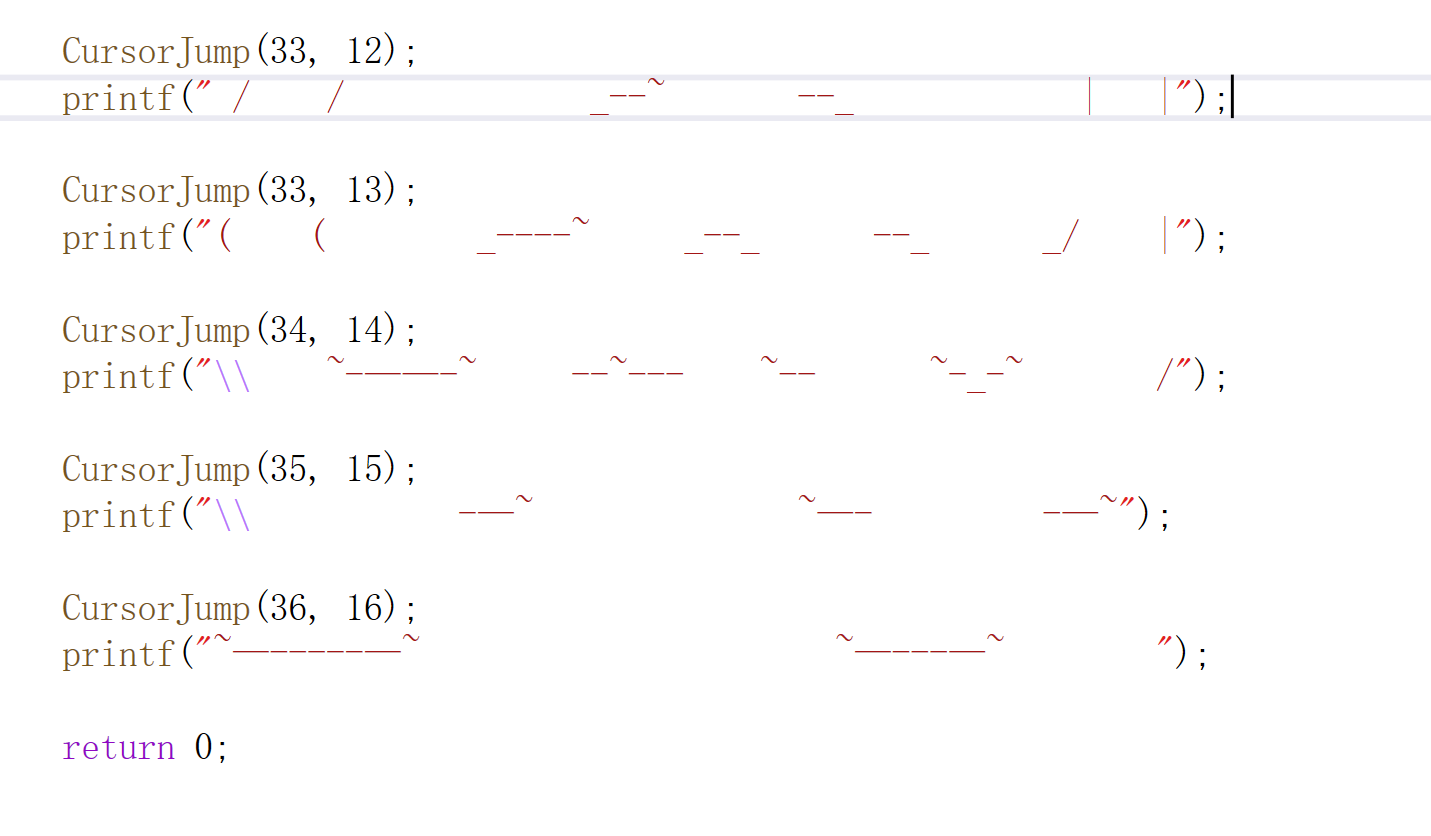 CursorJump(33, 12);
printf(" /    /             _--~       --_            |   |");
CursorJump(33, 13);
printf("(    (        _----~     _--_      --_      _/    |");
CursorJump(34, 14);
printf("\\    ~------~     --~---    ~--      ~-_-~       /");
CursorJump(35, 15);
printf("\\           ---~              ~---         ---~");
CursorJump(36, 16);
printf("~---------~                      ~-------~        ");
return 0;